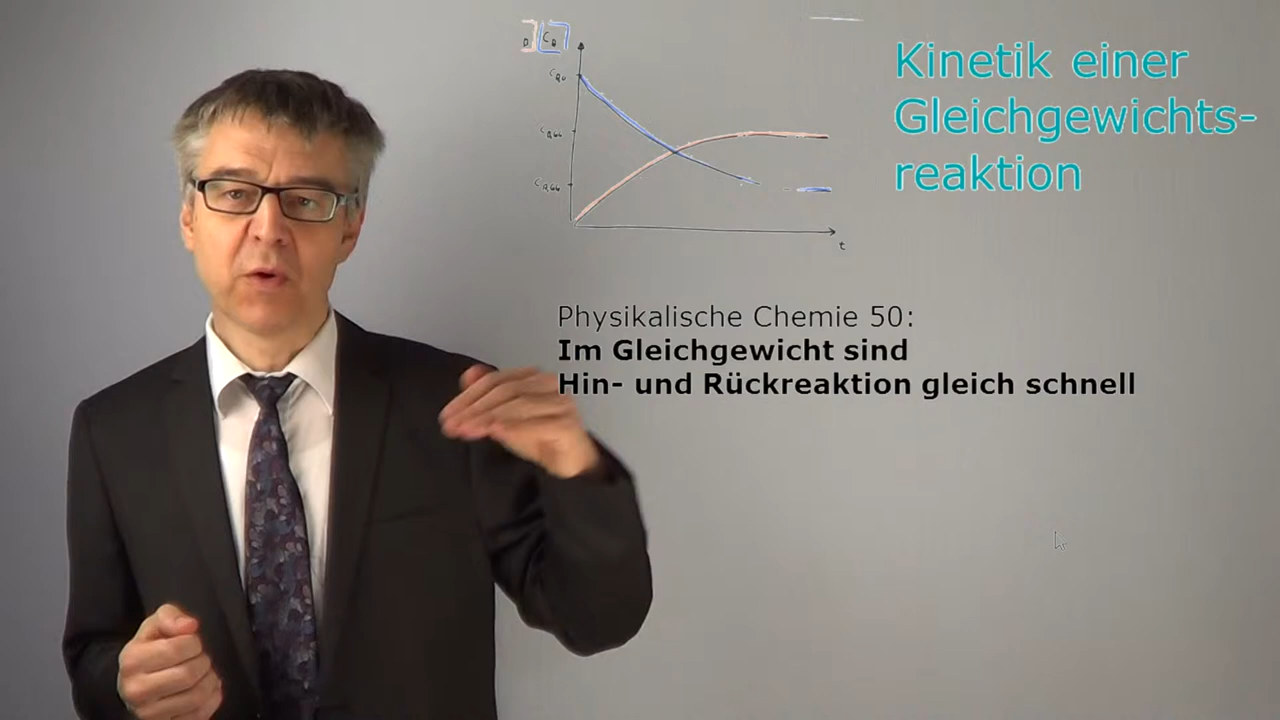 Kinetik einer
Gleichgewichts-
reaktion
t
Physikalische Chemie 50:
Im Gleichgewicht sind
Hin- und Rückreaktion gleich schnell